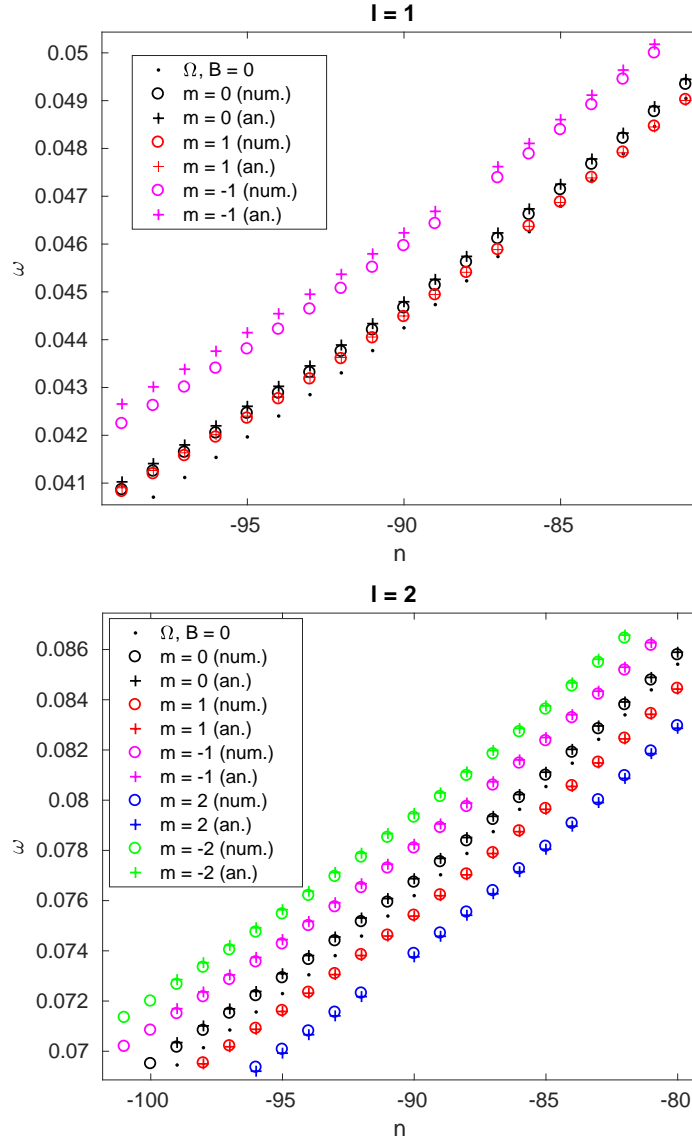 l = 1
0.05
0.049
0.048
0.047
0.046
0.045
0.044
0.043
0.042
0.041
ω
Ω, B = 0
m = 0 (num.)
m = 0 (an.)
m = 1 (num.)
m = 1 (an.)
m = -1 (num.)
m = -1 (an.)
-95
-90
-85
n
l = 2
0.086
0.084
0.082
0.08
0.078
0.076
0.074
0.072
0.07
ω
Ω, B = 0
m = 0 (num.)
m = 0 (an.)
m = 1 (num.)
m = 1 (an.)
m = -1 (num.)
m = -1 (an.)
m = 2 (num.)
m = 2 (an.)
m = -2 (num.)
m = -2 (an.)
-100
-95
-90
-85
-80
n